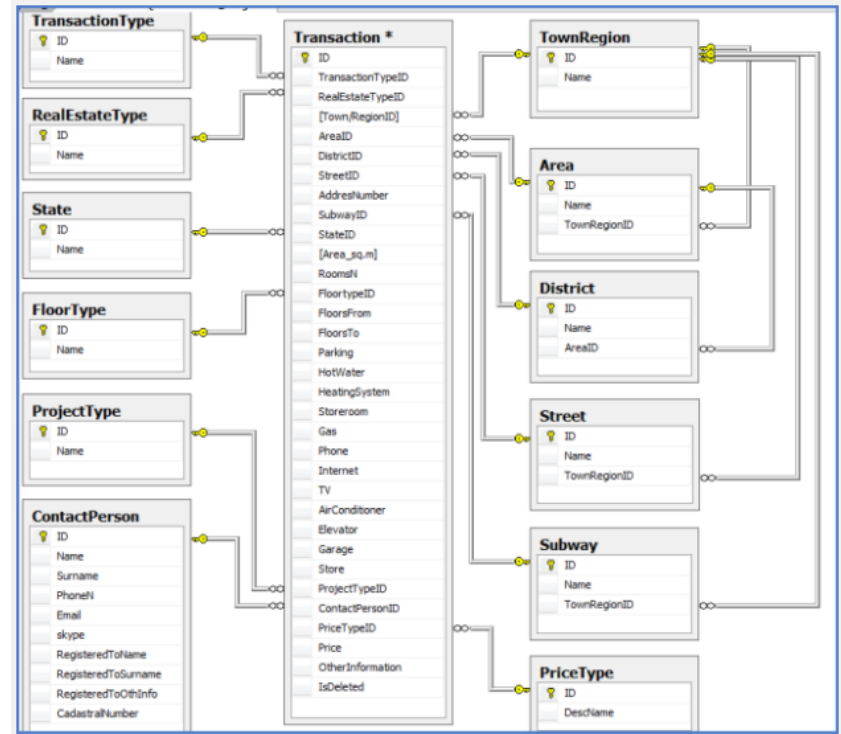 TransactionType
ID
Name
RealEstateType
ID
Name
State
ID
Name
FloorType
ID
Name
ProjectType
ID
Name
ContactPerson
ID
Name
Surname
PhoneN
Email
skype
RegisteredToName
RegisteredToSurname
RegisteredToOthInfo
CadastralNumber
Transaction *
ID
TransactionTypeID
RealEstateTypeID
[Town/RegionID]
AreaID
DistrictID
StreetID
AddresNumber
SubwayID
StateID
[Area_sq.m]
RoomsN
FloortypeID
FloorsFrom
FloorsTo
Parking
HotWater
HeatingSystem
Storeroom
Gas
Phone
Internet
TV
AirConditioner
Elevator
Garage
Store
ProjectTypeID
ContactPersonID
PriceTypeID
Price
OtherInformation
IsDeleted
TownRegion
ID
Name
Area
ID
Name
TownRegionID
District
ID
Name
AreaID
Street
ID
Name
TownRegionID
Subway
ID
Name
TownRegionID
PriceType
ID
DescName